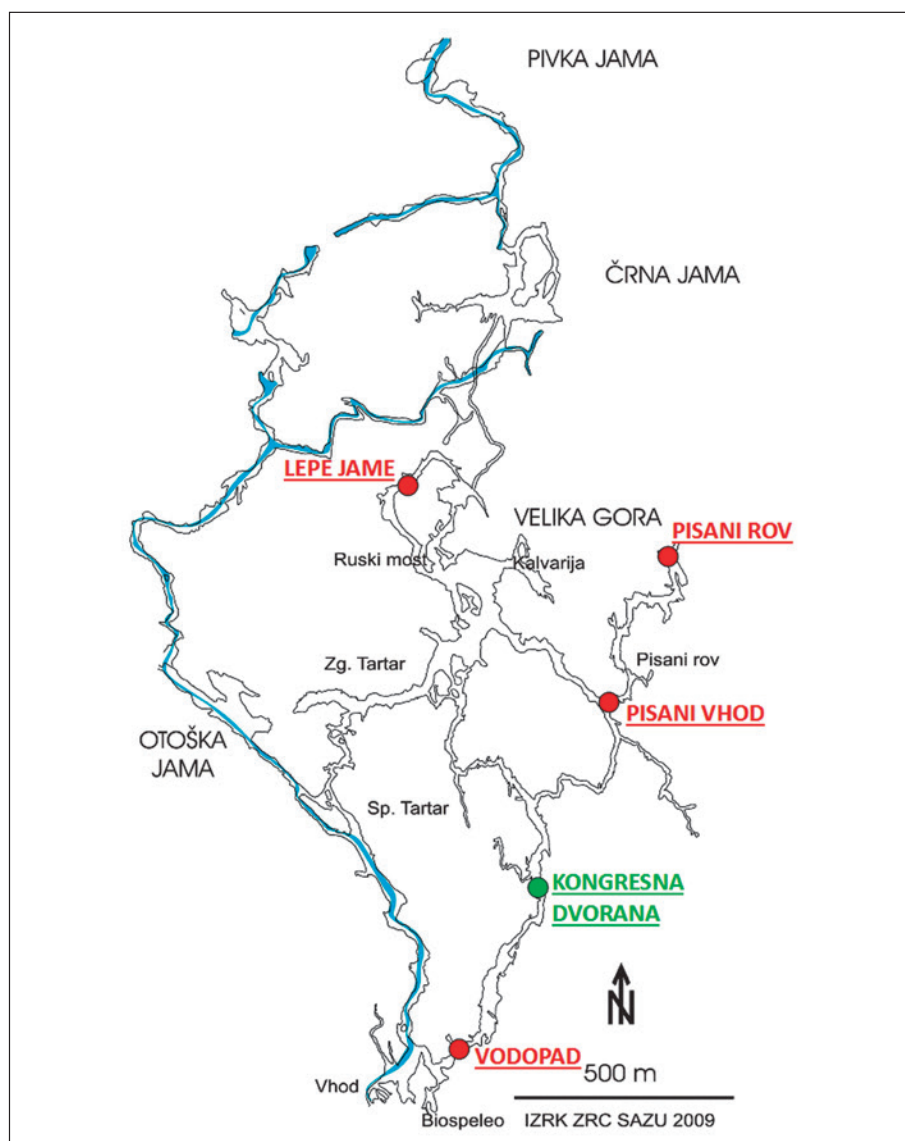 PIVKA JAMA
ČRNA JAMA
LEPE JAME
VELIKA GORA
PISANI ROV
Ruski most
Kalvarija
Zg. Tartar
Pisani rov
PISANI VHOD
OTOŠKA
JAMA
Sp. Tartar
KONGRESNA
DVORANA
N
VODOPAD
500 m
Vhod
Biospeleo
IZRK ZRC SAZU 2009